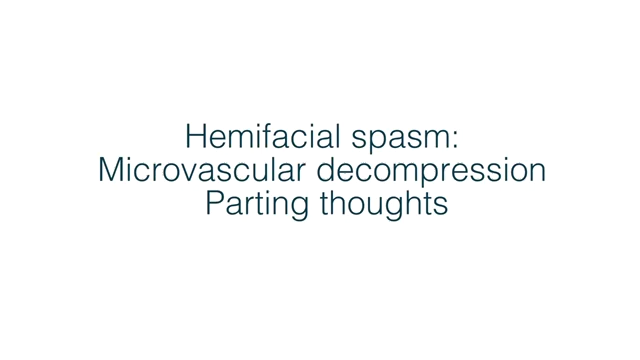 Hemifacial spasm:
Microvascular decompression
Parting thoughts